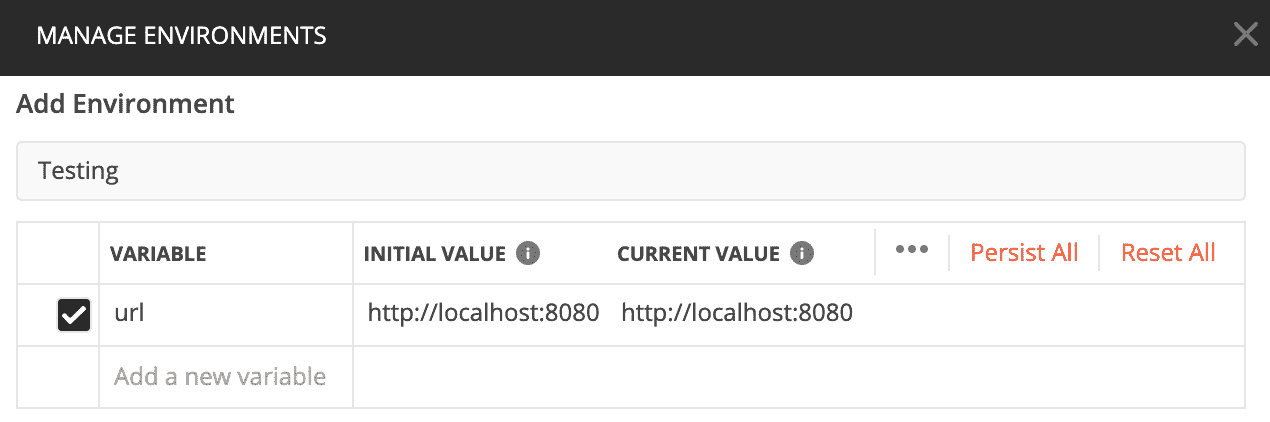 MANAGE ENVIRONMENTS
Add Environment
Testing
VARIABLE INITIAL VALUE CURRENT VALUE Persist All Reset All
url http://localhost:8080 http://localhost:8080
Add a new variable